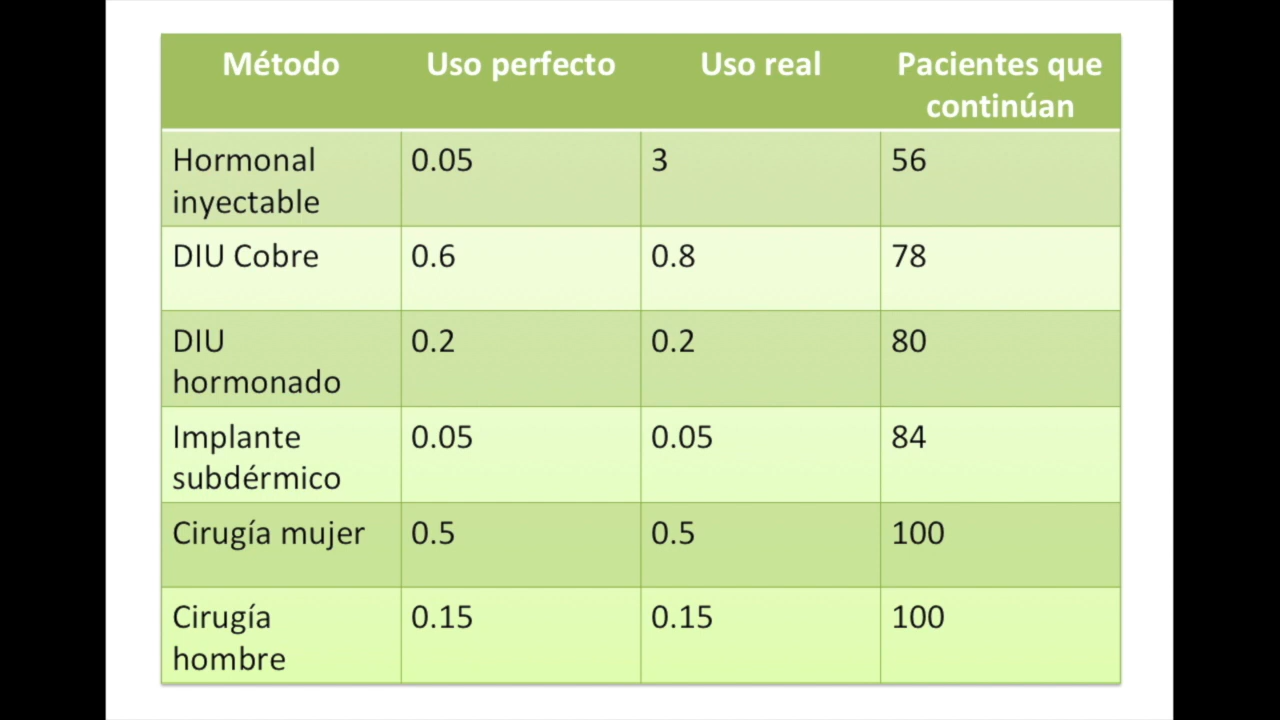 Método Uso perfecto Uso real Pacientes que
continúan
Hormonal 0.05 3 56
inyectable
DIU Cobre 0.6 0.8 78
DIU 0.2 0.2 80
hormonado
Implante 0.05 0.05 84
subdérmico
Cirugía mujer 0.5 0.5 100
Cirugía 0.15 0.15 100
hombre